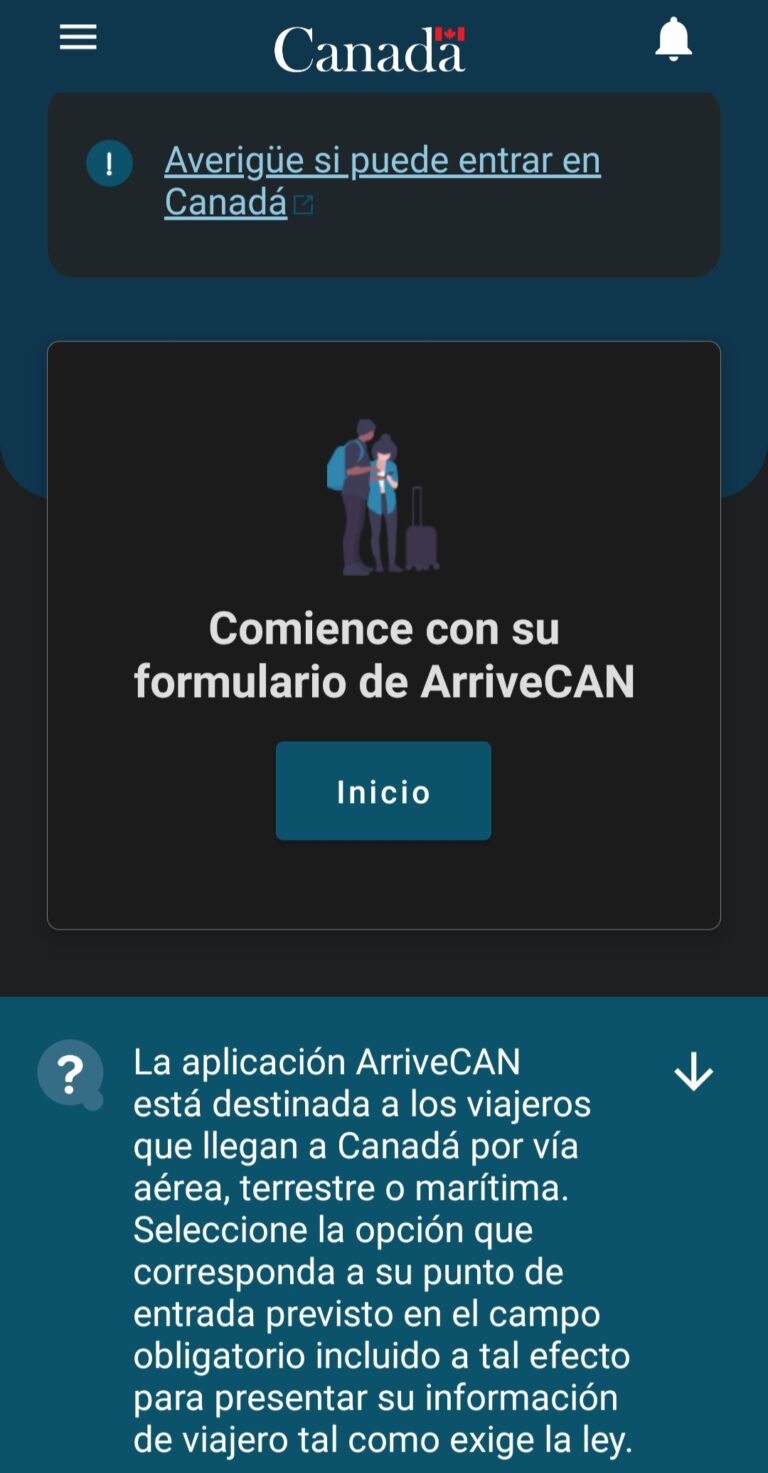 Canada
Averigüe si puede entrar en
Canadá
Comience con su
formulario de ArriveCAN
Inicio
La aplicación ArriveCAN
está destinada a los viajeros
que llegan a Canadá por vía
aérea, terrestre o marítima.
Seleccione la opción que
corresponda a su punto de
entrada previsto en el campo
obligatorio incluido a tal efecto
para presentar su información
de viajero tal como exige la ley.